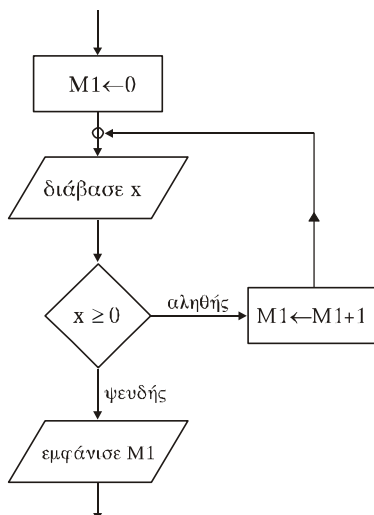 M1←0
διάβασε x
x ≥ 0
αληθής
M1←M1+1
ψευδής
εμφάνισε M1